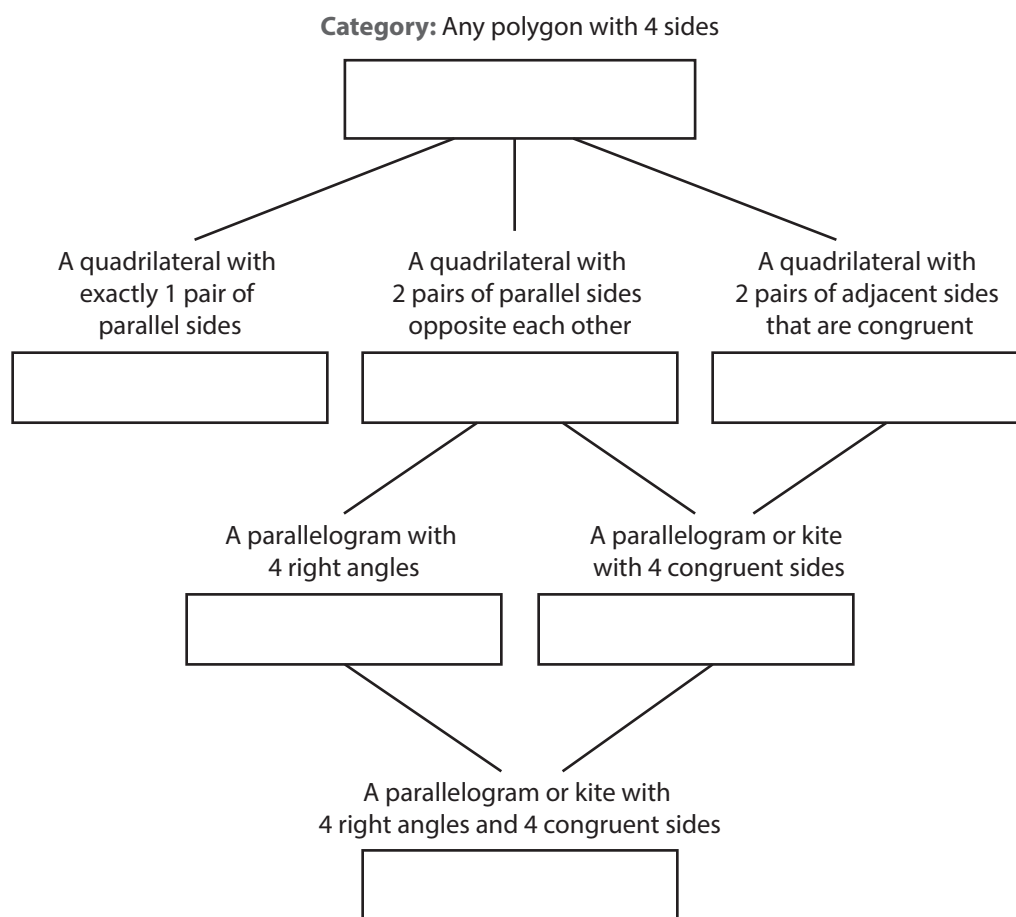 Category: Any polygon with 4 sides
A quadrilateral with
exactly 1 pair of
parallel sides
A quadrilateral with
2 pairs of parallel sides
opposite each other
A quadrilateral with
2 pairs of adjacent sides
that are congruent
A parallelogram with
4 right angles
A parallelogram or kite
with 4 congruent sides
A parallelogram or kite with
4 right angles and 4 congruent sides